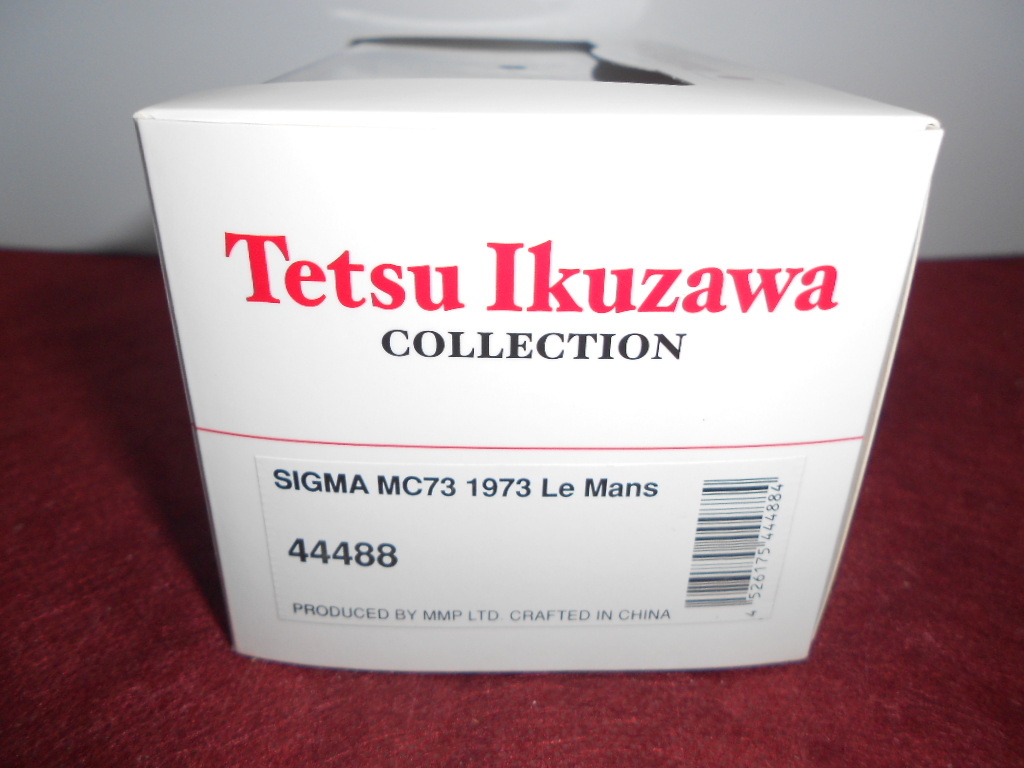 Tetsu Ikuzawa
COLLECTION
SIGMA MC73 1973 Le Mans
44488
PRODUCED BY MMP LTD. CRAFTED IN CHINA
4 526175 444884